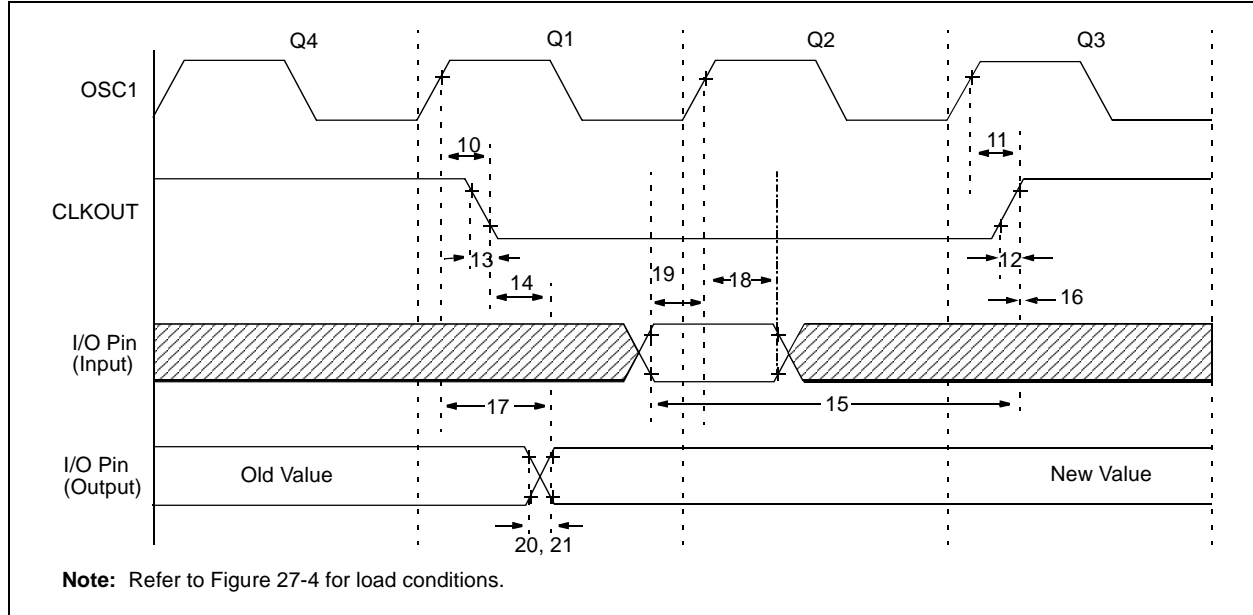 Q4 Q1 Q2 Q3
OSC1
10 11
CLKOUT
13 12
19 18
14
16
I/O Pin
(Input)
17 15
I/O Pin
(Output)
Old Value New Value
20, 21
Note: Refer to Figure 27-4 for load conditions.